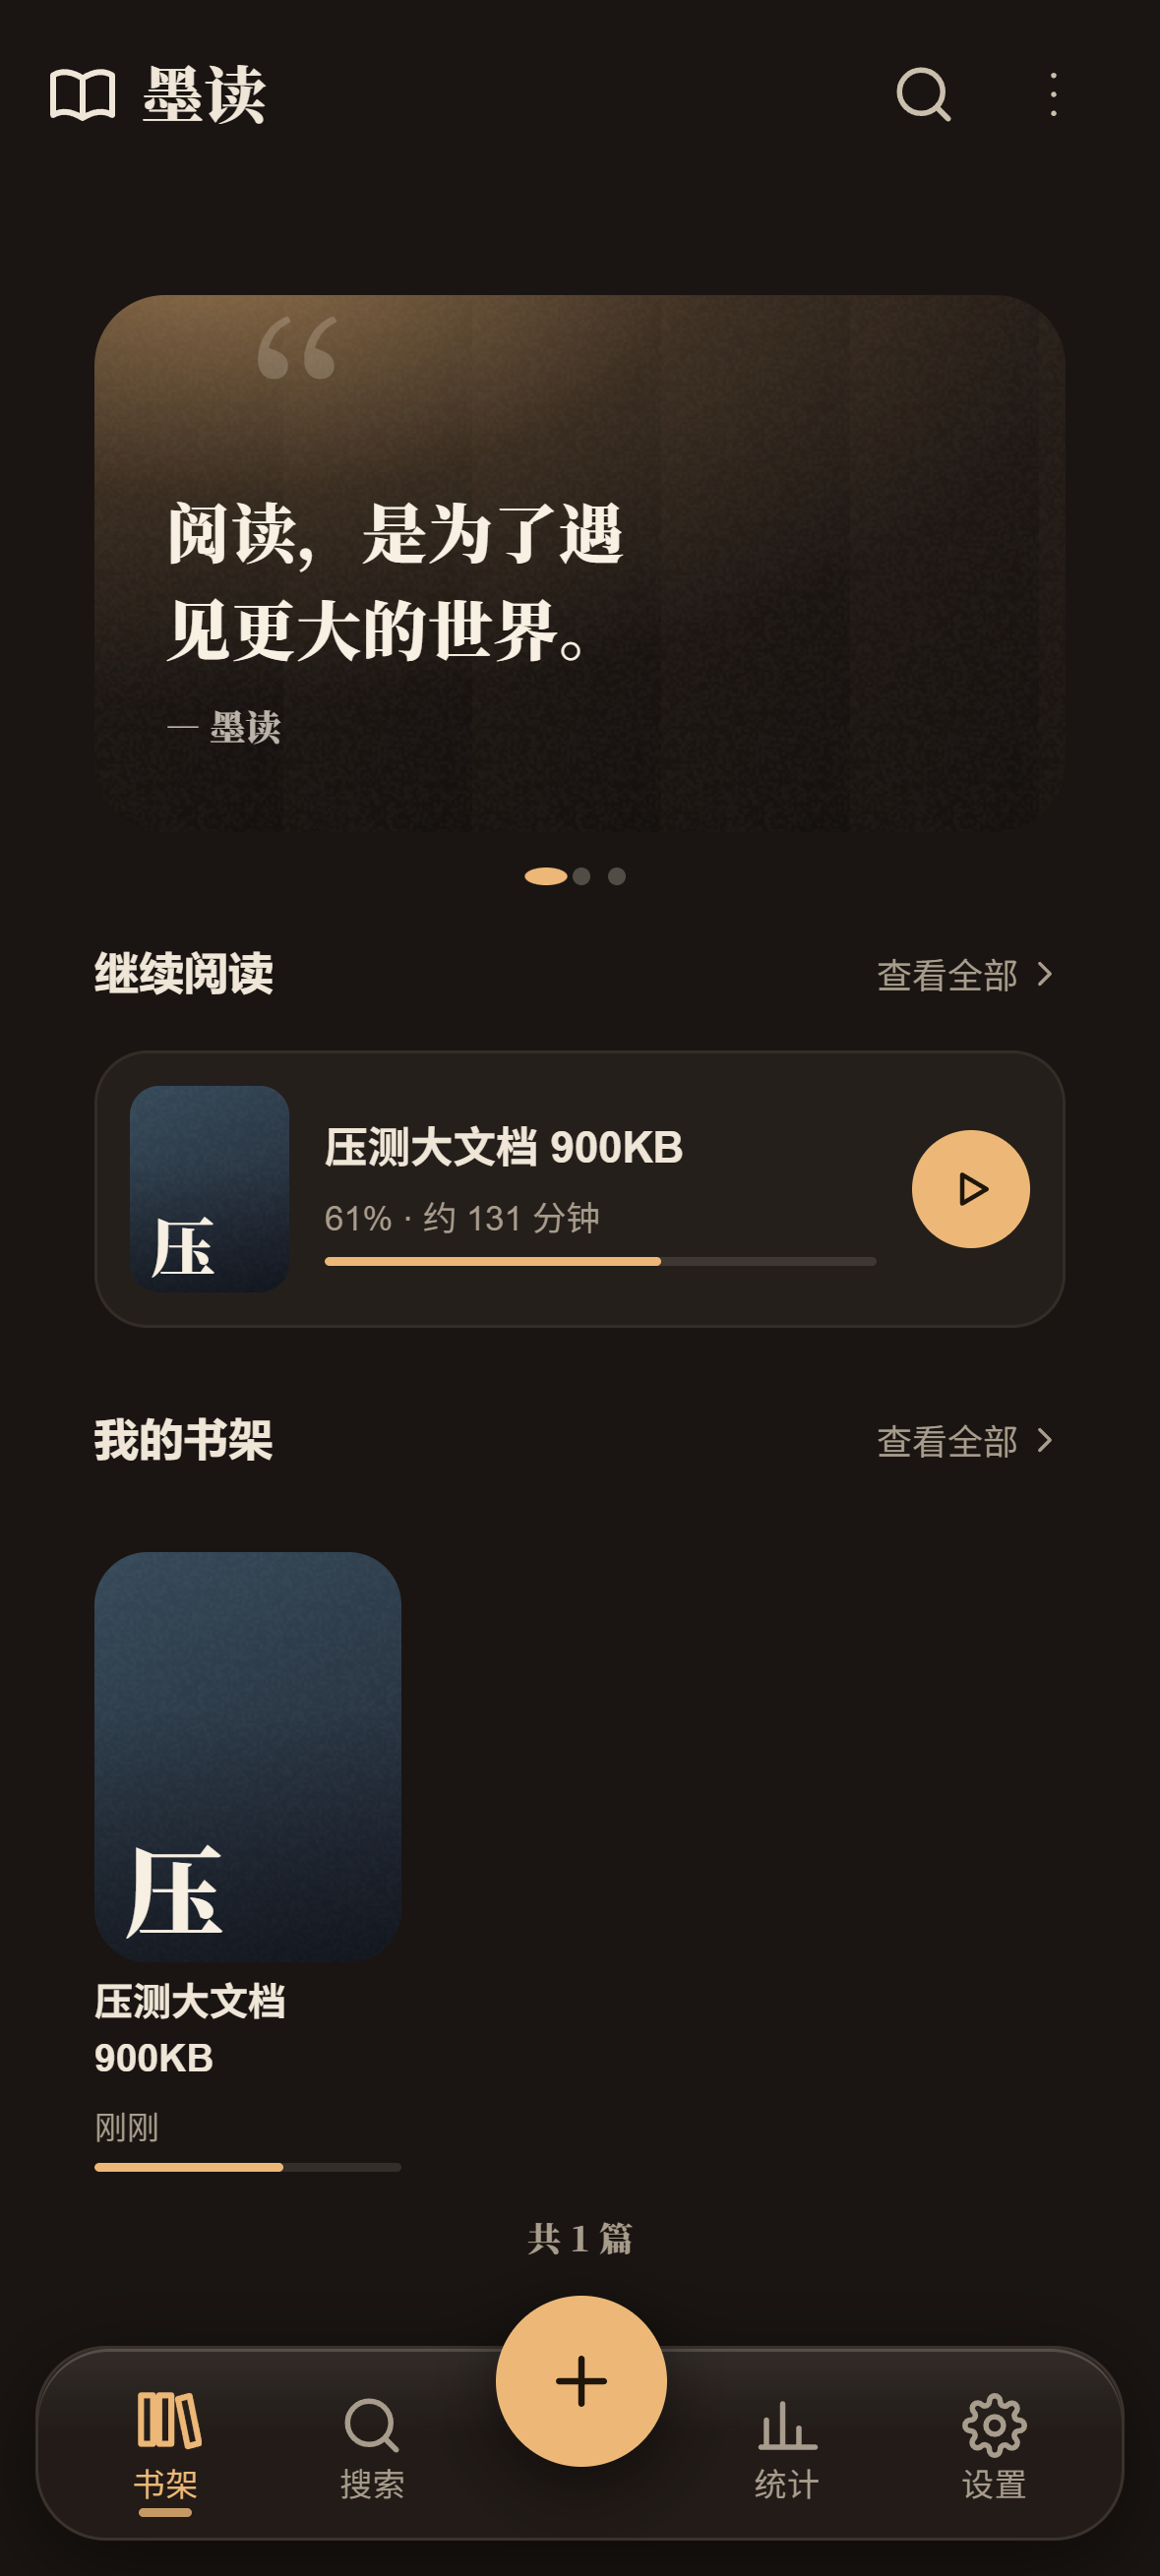 墨读
“
阅读，是为了遇
见更大的世界。
— 墨读
继续阅读
查看全部
压
压测大文档 900KB
61% · 约 131 分钟
我的书架
查看全部
压
压测大文档
900KB
刚刚
共 1 篇
书架
搜索
统计
设置